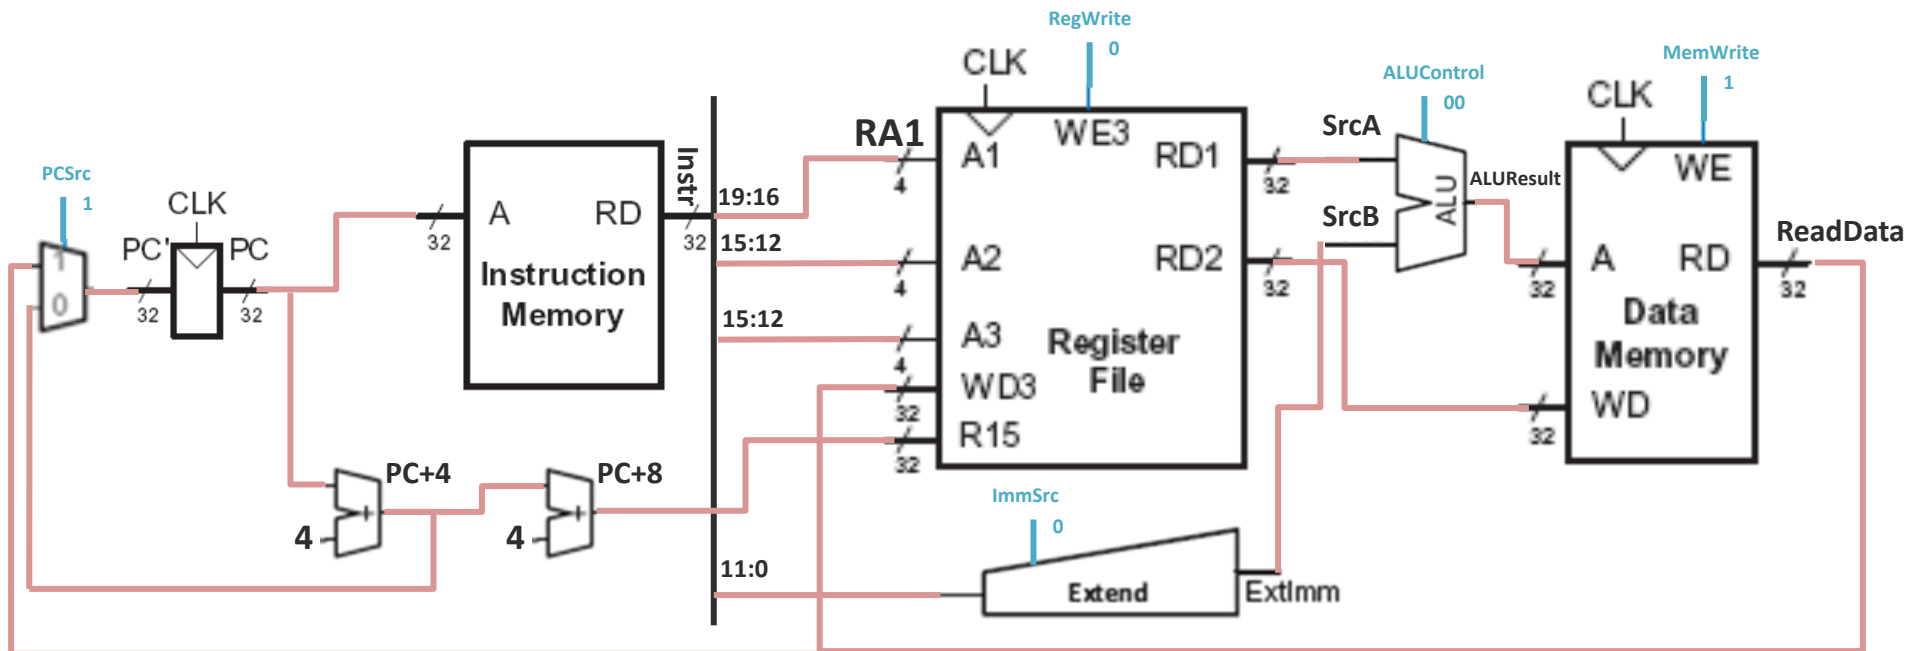 RegWrite
0
CLK
ALUControl
00
MemWrite
1
CLK
RA1
A1
WE3
RD1
SrcA
WE
PCSrc
1
CLK
Instr
19:16
4
32
ALU
ALUResult
A
RD
32
32
SrcB
PC'
PC
1
0
32
32
Instruction
Memory
15:12
A2
4
RD2
32
A
RD
ReadData
32
32
15:12
A3
4
Register
File
Data
Memory
WD3
32
R15
32
WD
32
PC+4
4
+
PC+8
4
+
ImmSrc
0
11:0
Extend
ExtImm